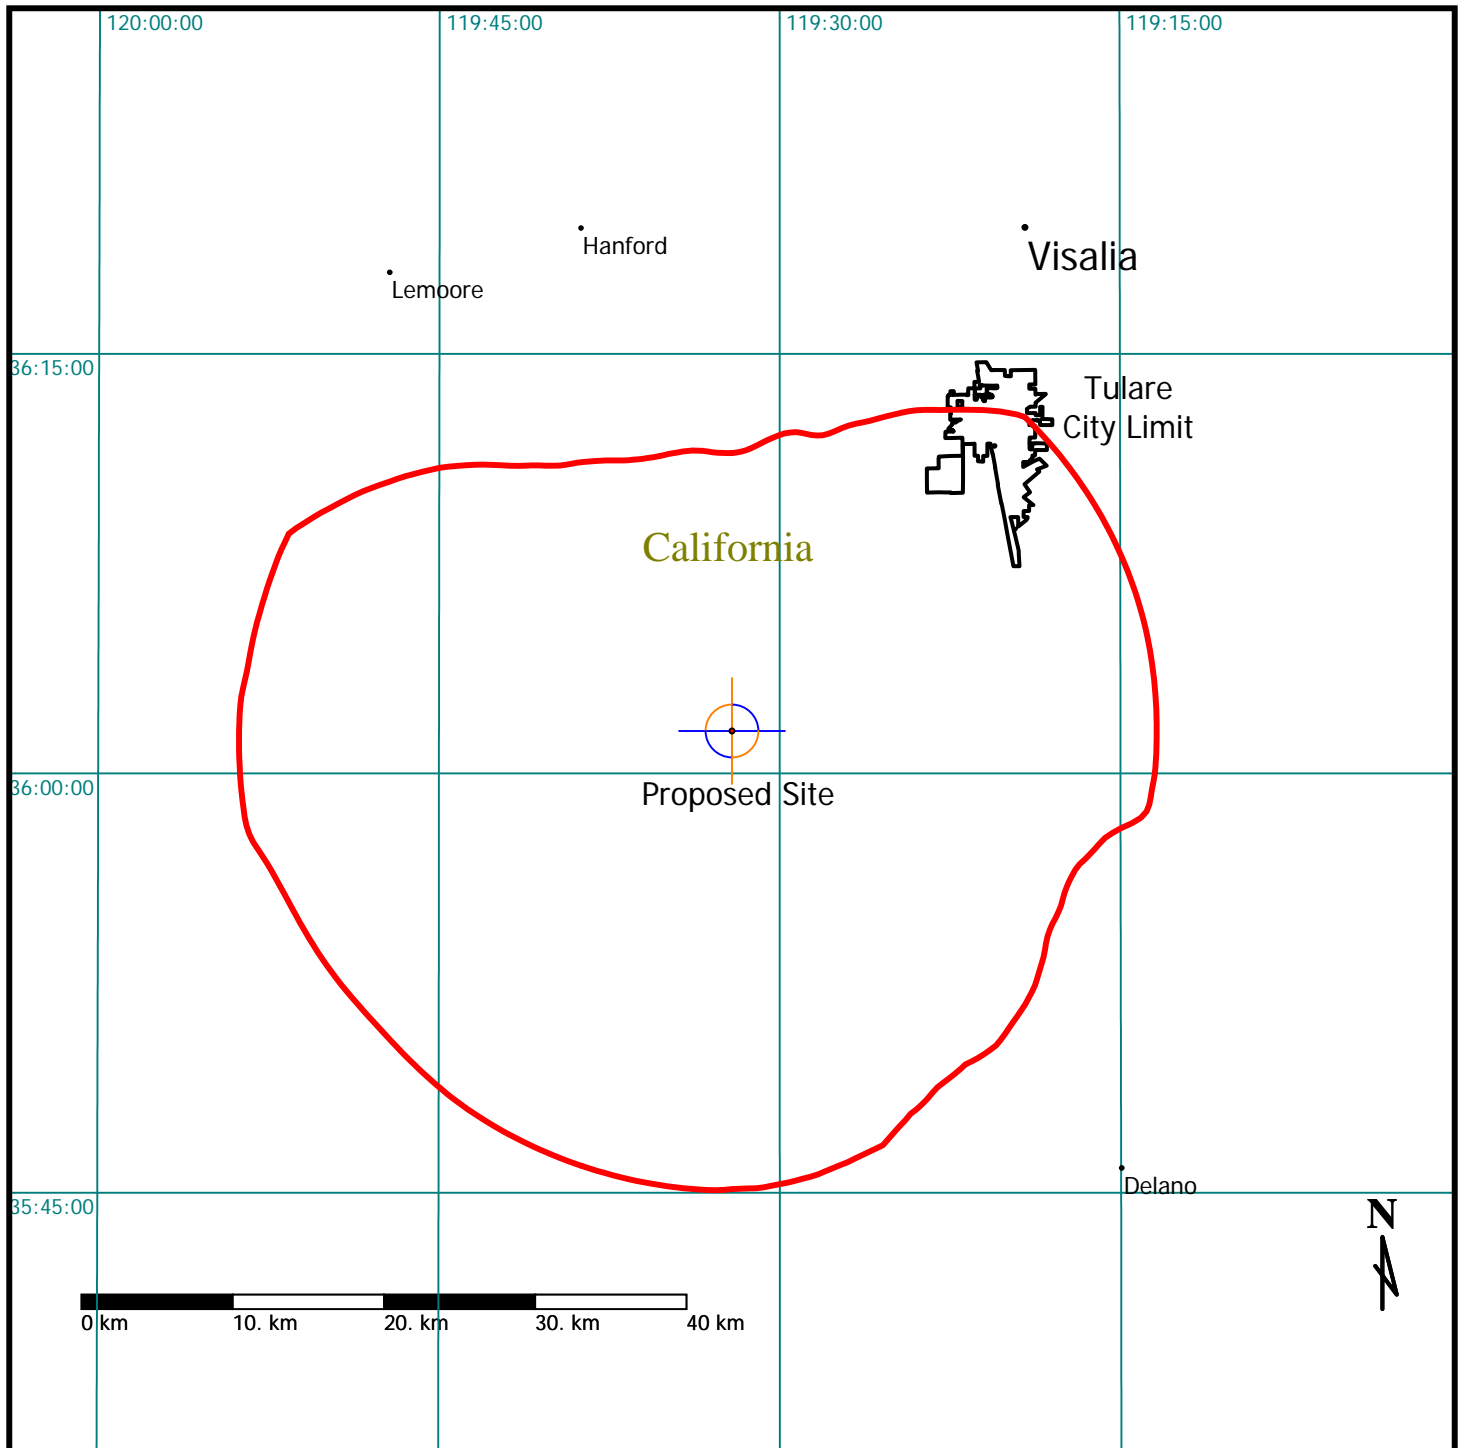 120:00:00
119:45:00
119:30:00
119:15:00
Hanford
Visalia
Lemoore
36:15:00
Tulare
City Limit
California
36:00:00
Proposed Site
Delano
35:45:00
N
0 km
10. km
20. km
30. km
40 km